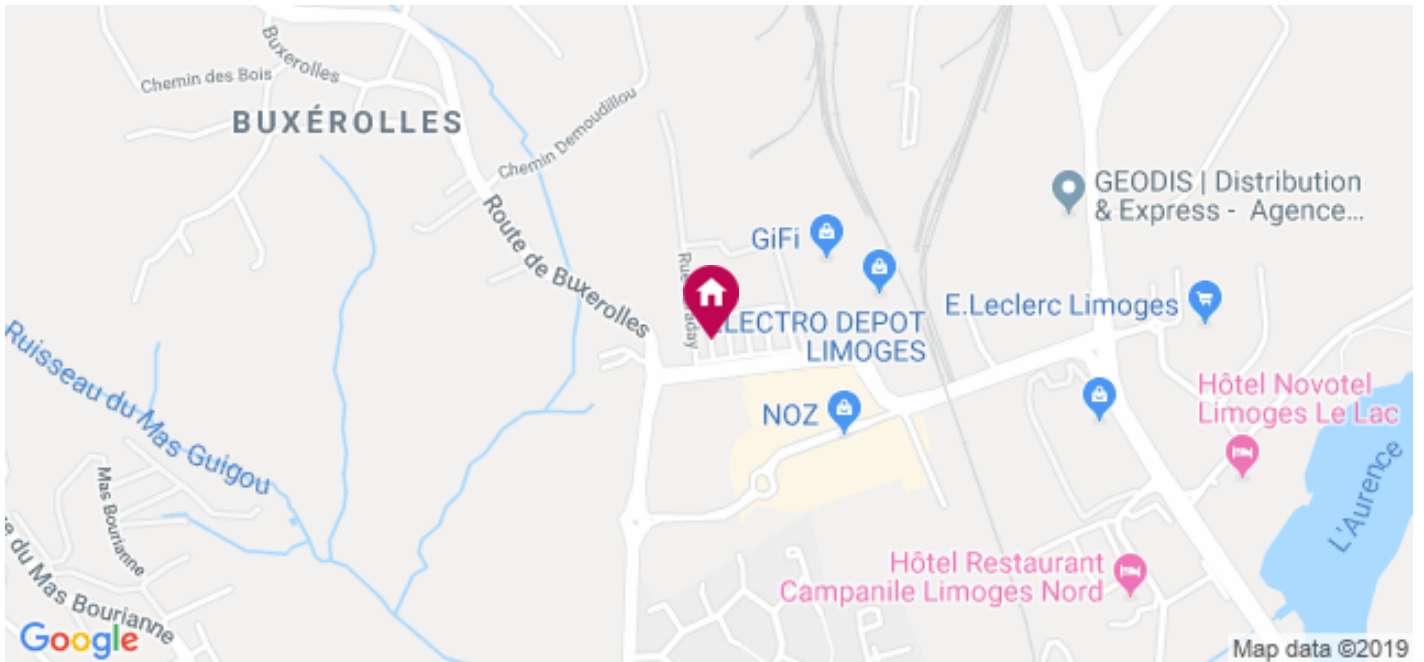 Buxerolles
Chemin des Bois
BUXÉROLLES
Chemin Demoudillou
Route de Buxerolles
GEODIS | Distribution
& Express - Agence...
GiFi
Rue
aday
LECTRO DEPOT
LIMOGES
E.Leclerc Limoges
Ruisseau du Mas Guigou
Hôtel Novotel
Limoges Le Lac
NOZ
Mas Bourianne
e du Mas Bourianne
L'Aurence
Hôtel Restaurant
Campanile Limoges Nord
Google
Map data ©2019